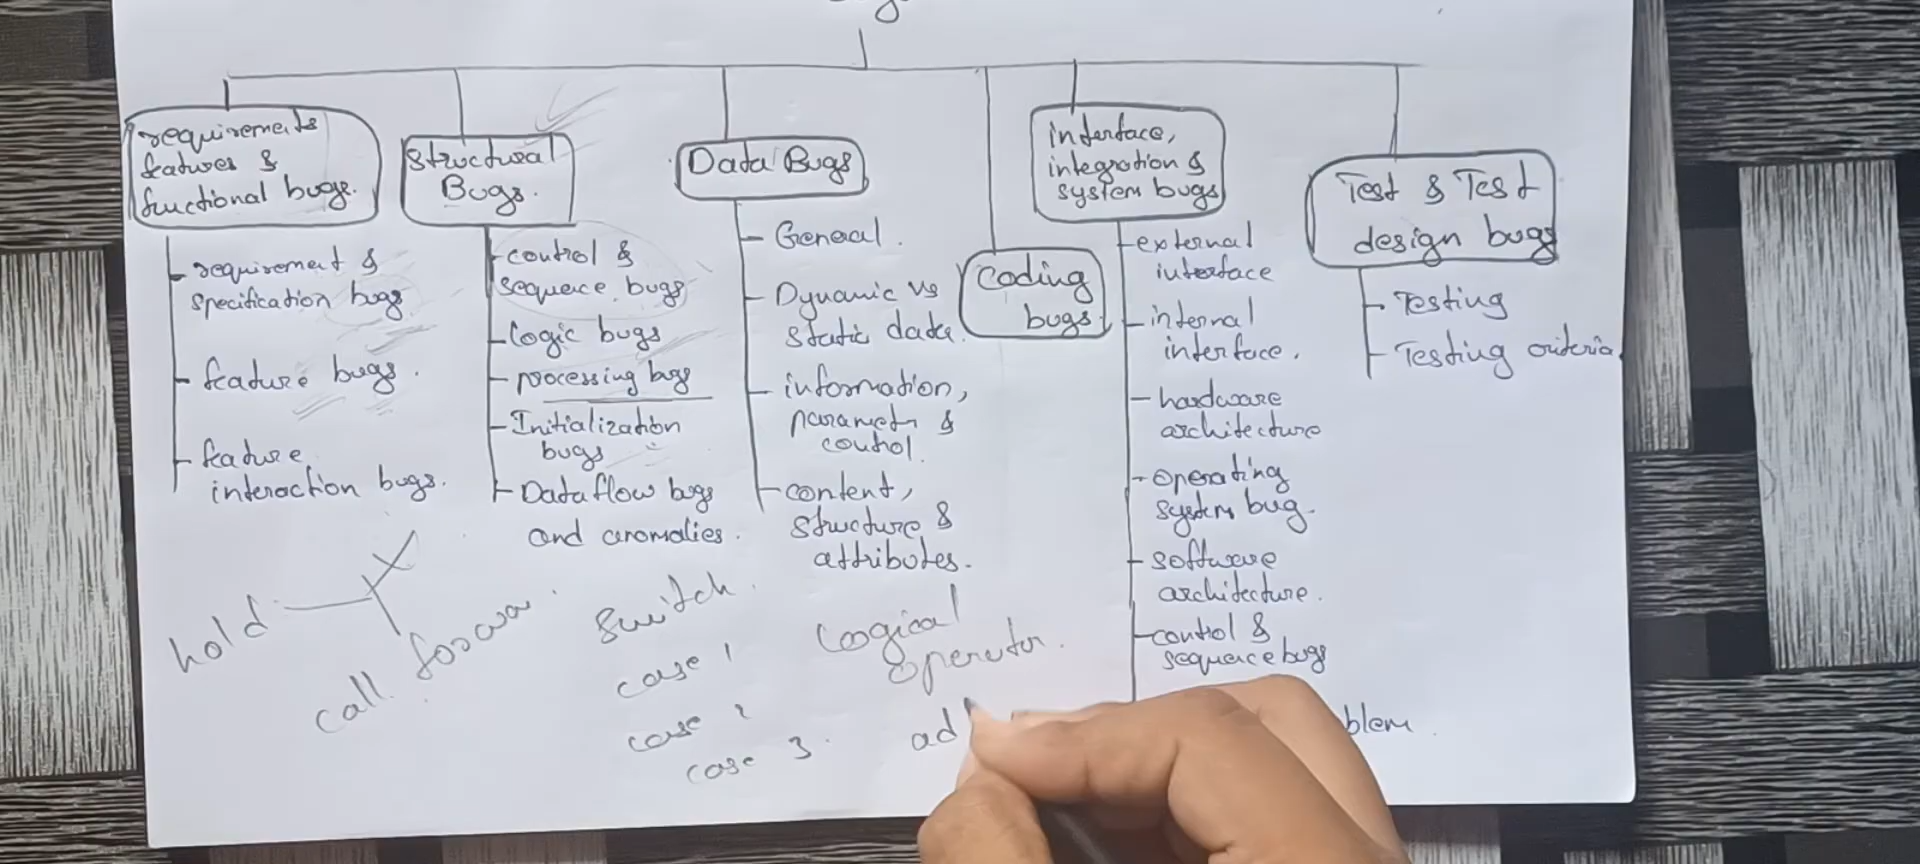 requirements
features &
functional bugs.
requirement &
specification bugs
feature bugs.
feature
interaction bugs.
Structural
Bugs.
control &
sequence bugs
Logic bugs
processing bugs
Initialization
bugs
Dataflow bugs
and anomalies.
Data Bugs
General.
Dynamic vs
static data.
information,
control.
content,
structure &
attributes.
Coding
bugs.
interface,
integration &
system bugs
external
interface
internal
interface.
hardware
architecture
operating
system bug.
software
architecture.
control &
sequence bugs
blem
Test & Test
design bugs
Testing
Testing criteria
hold
call forwar.
Switch
case 1
case 2
case 3.
Logical
operator.
ad